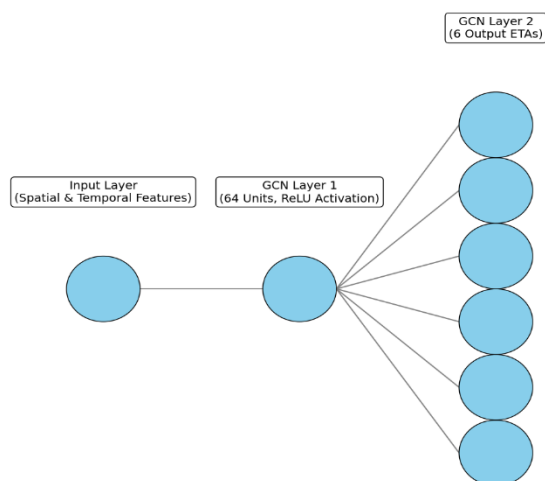 Input Layer
(Spatial & Temporal Features)
GCN Layer 1
(64 Units, ReLU Activation)
GCN Layer 2
(6 Output ETAs)